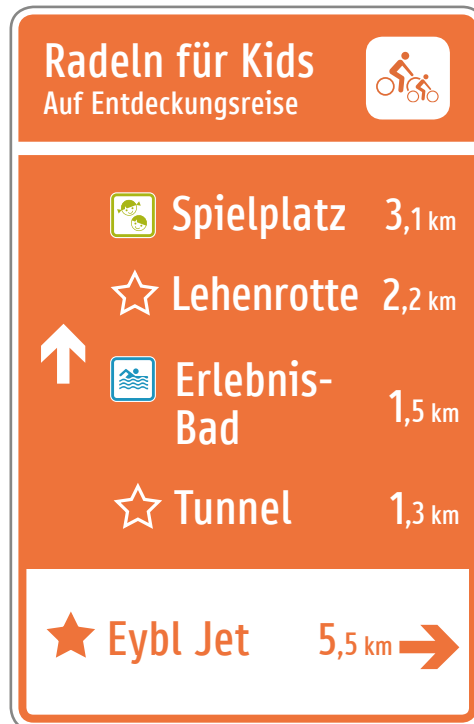 Radeln für Kids
Auf Entdeckungsreise
Spielplatz 3,1 km
Lehenrotte 2,2 km
Erlebnis-
Bad 1,5 km
Tunnel 1,3 km
Eybl Jet 5,5 km